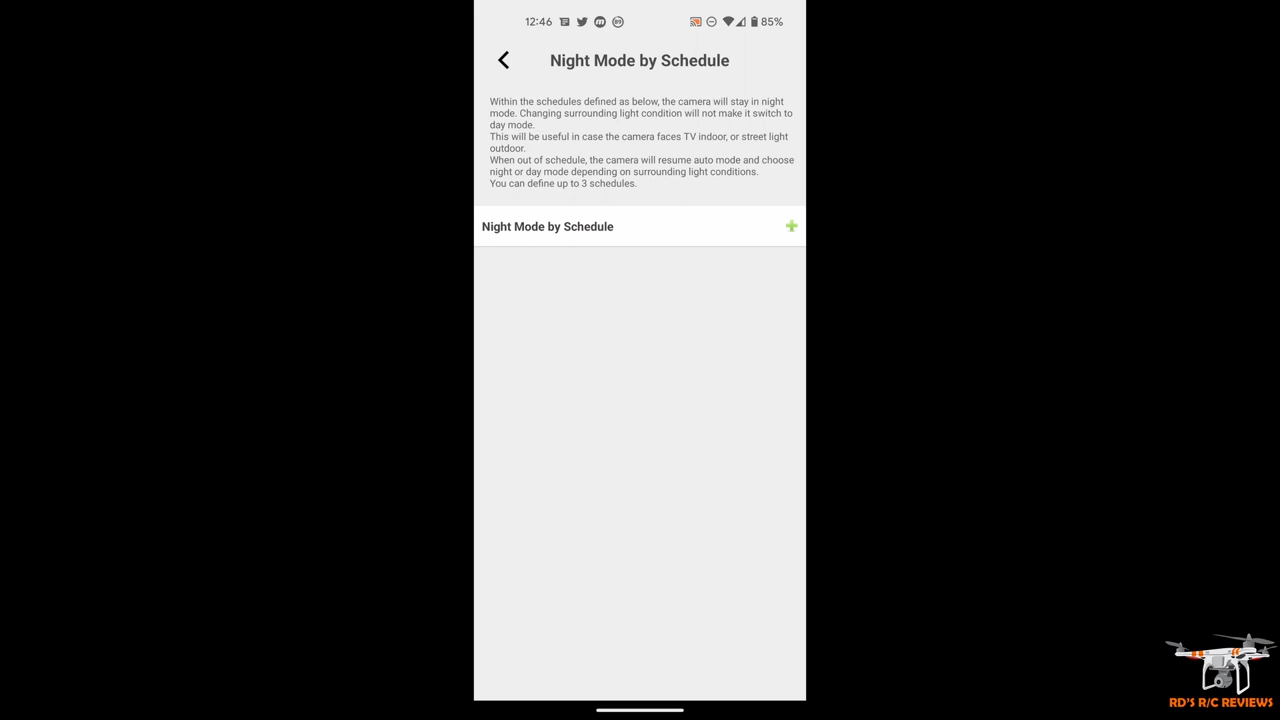 12:46
85%
Night Mode by Schedule
Within the schedules defined as below, the camera will stay in night
mode. Changing surrounding light condition will not make it switch to
day mode.
This will be useful in case the camera faces TV indoor, or street light
outdoor.
When out of schedule, the camera will resume auto mode and choose
night or day mode depending on surrounding light conditions.
You can define up to 3 schedules.
Night Mode by Schedule
RD'S R/C REVIEWS